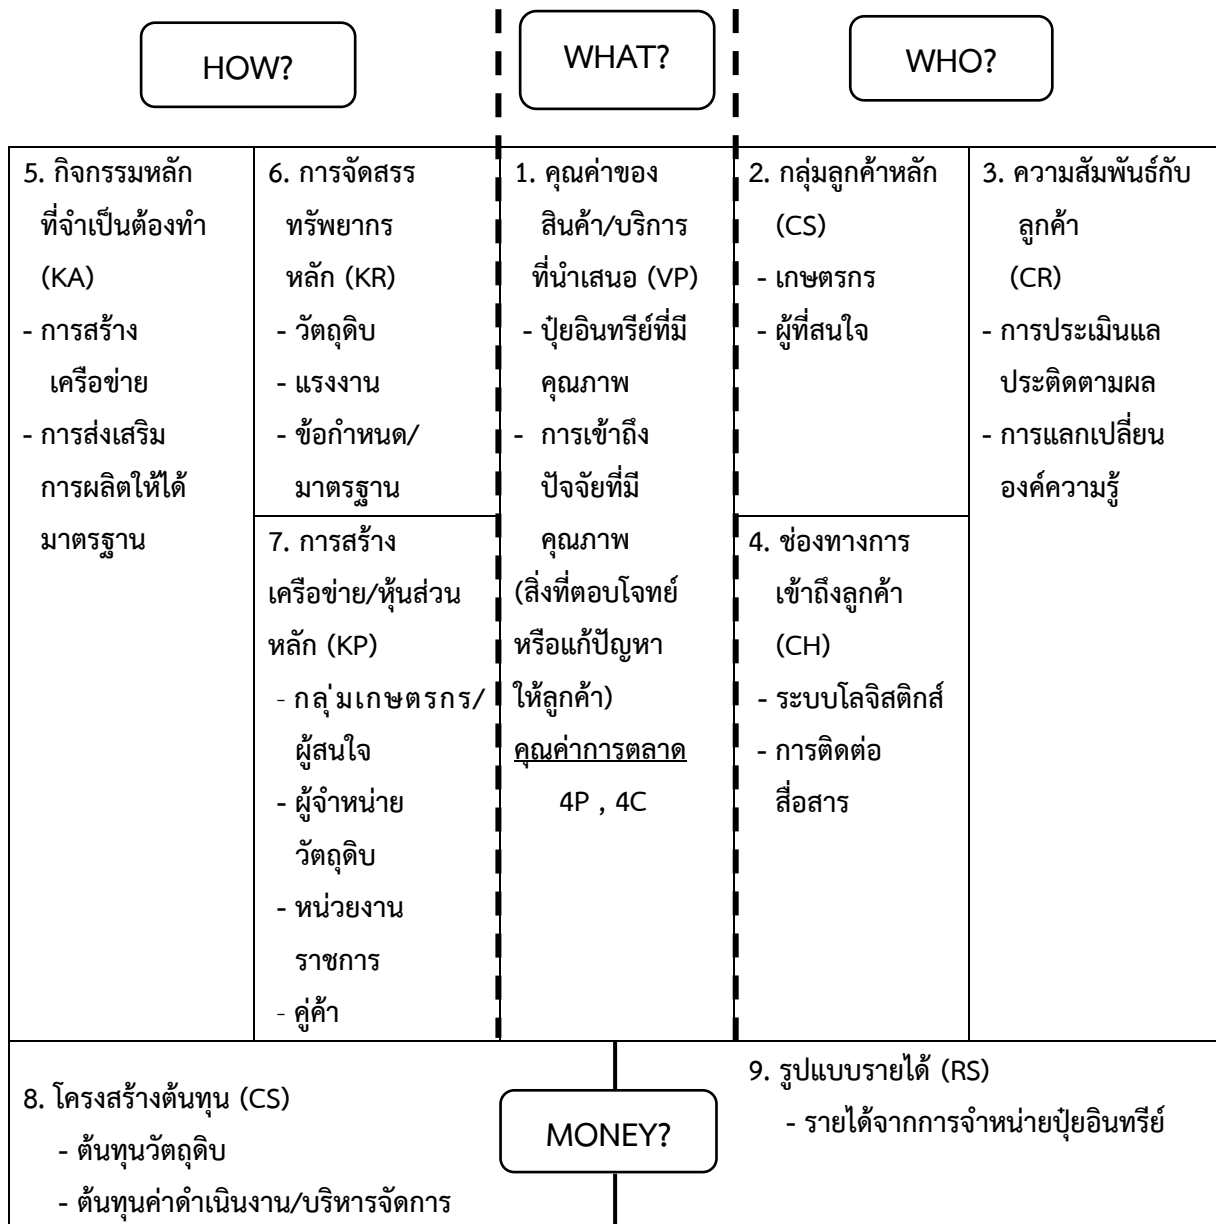 HOW?
WHAT?
WHO?
5. กิจกรรมหลัก
ที่จำเป็นต้องทำ
(KA)
- การสร้าง
เครือข่าย
- การส่งเสริม
การผลิตให้ได้
มาตรฐาน
6. การจัดสรร
ทรัพยากร
หลัก (KR)
- วัตถุดิบ
- แรงงาน
- ข้อกำหนด/
มาตรฐาน
7. การสร้าง
เครือข่าย/หุ้นส่วน
หลัก (KP)
- กลุ่มเกษตรกร/
ผู้สนใจ
- ผู้จำหน่าย
วัตถุดิบ
- หน่วยงาน
ราชการ
- คู่ค้า
1. คุณค่าของ
สินค้า/บริการ
ที่นำเสนอ (VP)
- ปุ๋ยอินทรีย์ที่มี
คุณภาพ
- การเข้าถึง
ปัจจัยที่มี
คุณภาพ
(สิ่งที่ตอบโจทย์
หรือแก้ปัญหา
ให้ลูกค้า)
คุณค่าการตลาด
4P , 4C
2. กลุ่มลูกค้าหลัก
(CS)
- เกษตรกร
- ผู้ที่สนใจ
4. ช่องทางการ
เข้าถึงลูกค้า
(CH)
- ระบบโลจิสติกส์
- การติดต่อ
สื่อสาร
3. ความสัมพันธ์กับ
ลูกค้า
(CR)
- การประเมินแล
ประติดตามผล
- การแลกเปลี่ยน
องค์ความรู้
8. โครงสร้างต้นทุน (CS)
- ต้นทุนวัตถุดิบ
- ต้นทุนค่าดำเนินงาน/บริหารจัดการ
MONEY?
9. รูปแบบรายได้ (RS)
- รายได้จากการจำหน่ายปุ๋ยอินทรีย์